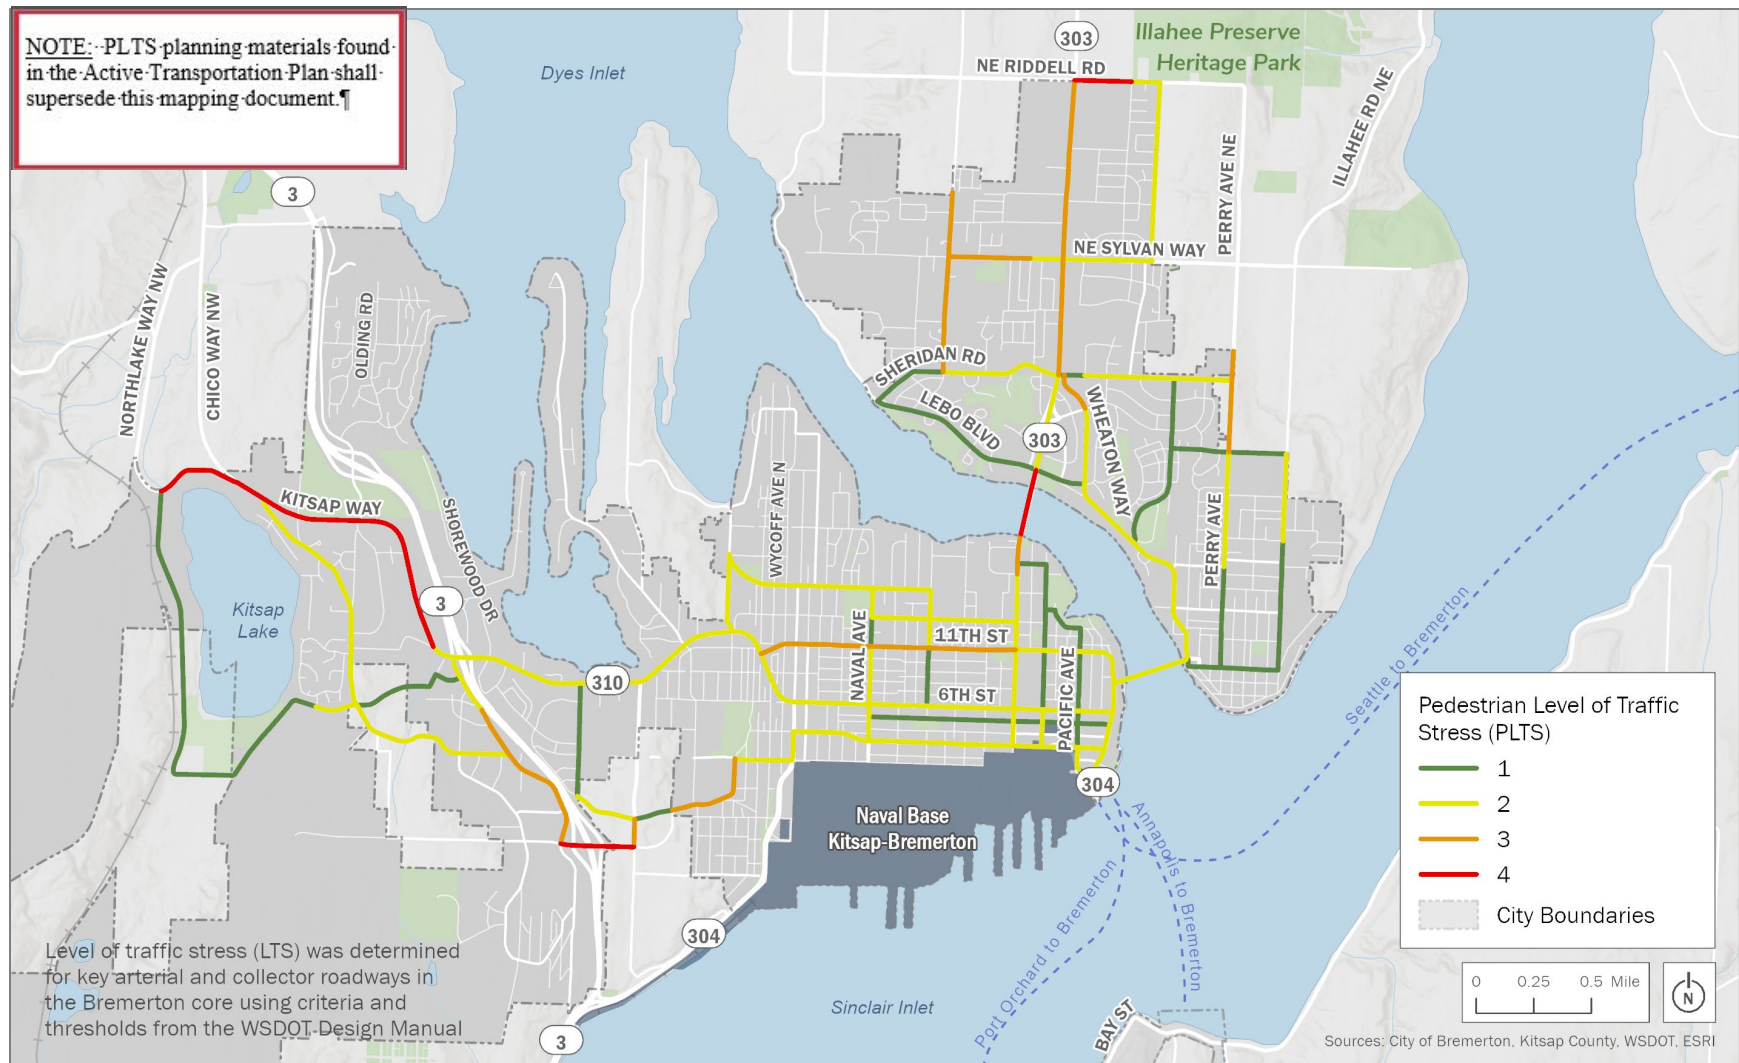 NOTE: PLTS planning materials found
in the Active Transportation Plan shall
supersede this mapping document.¶
303
Illahee Preserve
Heritage Park
NE RIDDELL RD
Dyes Inlet
ILLAHEE RD NE
PERRY AVE NE
3
NE SYLVAN WAY
NORTHLAKE WAY NW
CHICO WAY NW
OLDING RD
SHERIDAN RD
LEBO BLVD
WHEATON WAY
303
KITSAP WAY
SHOREWOOD DR
WYCOFF AVE N
PERRY AVE
3
Kitsap
Lake
NAVAL AVE
11TH ST
PACIFIC AVE
310
6TH ST
Seattle to Bremerton
304
Naval Base
Kitsap-Bremerton
Annapolis to Bremerton
Port Orchard to Bremerton
304
Sinclair Inlet
3
BAY ST
Level of traffic stress (LTS) was determined
for key arterial and collector roadways in
the Bremerton core using criteria and
thresholds from the WSDOT Design Manual
Pedestrian Level of Traffic
Stress (PLTS)
1
2
3
4
City Boundaries
0 0.25 0.5 Mile
N
Sources: City of Bremerton, Kitsap County, WSDOT, ESRI